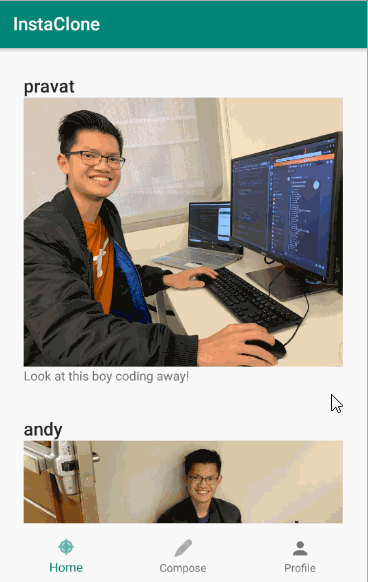 InstaClone
pravat
Look at this boy coding away!
andy
Home
Compose
Profile